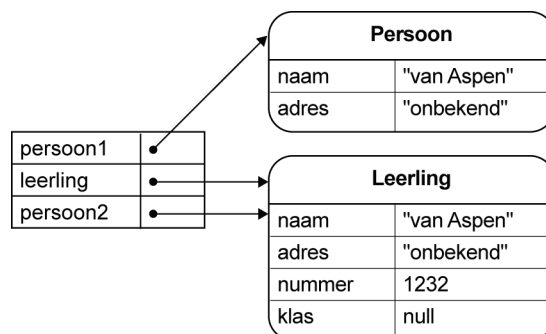 Persoon
naam "van Aspen"
adres "onbekend"
persoon1
leerling
persoon2
Leerling
naam "van Aspen"
adres "onbekend"
nummer 1232
klas null